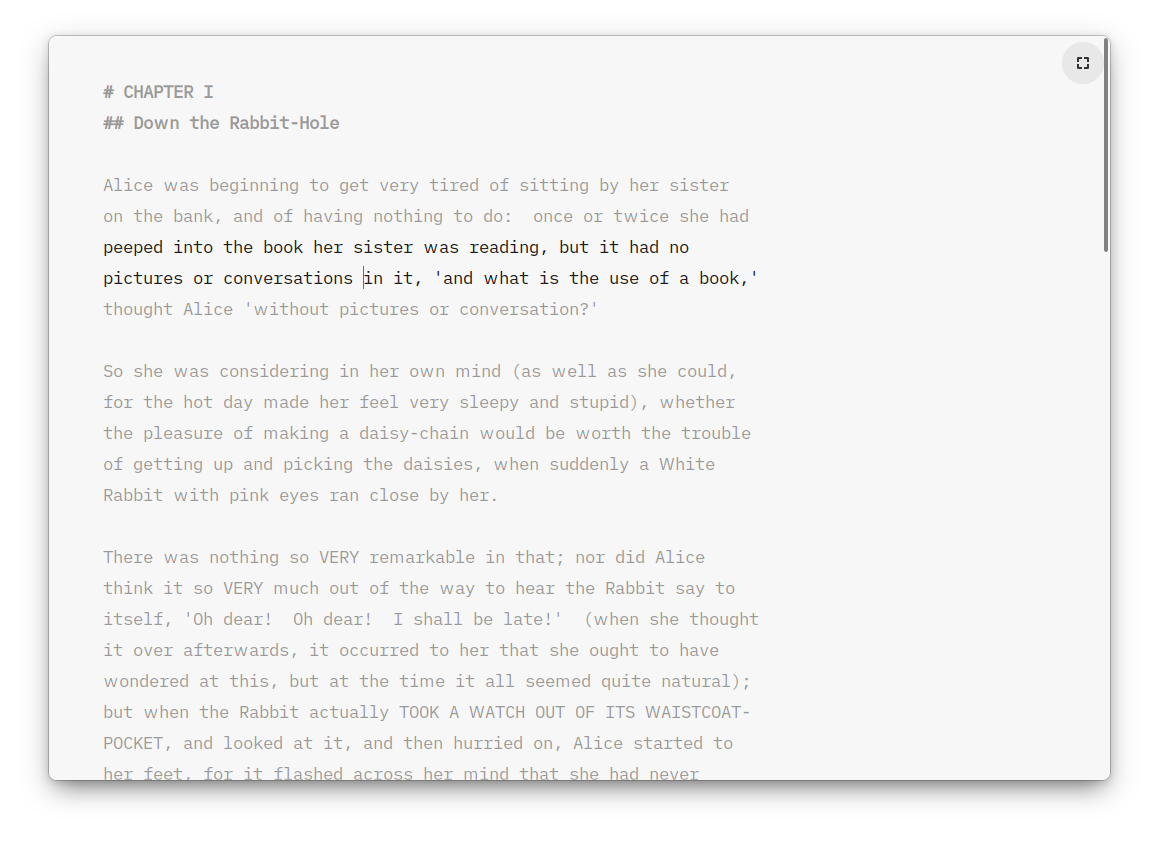 # CHAPTER I
## Down the Rabbit-Hole
Alice was beginning to get very tired of sitting by her sister
on the bank, and of having nothing to do:  once or twice she had
peeped into the book her sister was reading, but it had no
pictures or conversations in it, 'and what is the use of a book,'
thought Alice 'without pictures or conversation?'
So she was considering in her own mind (as well as she could,
for the hot day made her feel very sleepy and stupid), whether
the pleasure of making a daisy-chain would be worth the trouble
of getting up and picking the daisies, when suddenly a White
Rabbit with pink eyes ran close by her.
There was nothing so VERY remarkable in that; nor did Alice
think it so VERY much out of the way to hear the Rabbit say to
itself, 'Oh dear!  Oh dear!  I shall be late!'  (when she thought
it over afterwards, it occurred to her that she ought to have
wondered at this, but at the time it all seemed quite natural);
but when the Rabbit actually TOOK A WATCH OUT OF ITS WAISTCOAT-
POCKET, and looked at it, and then hurried on, Alice started to
her feet, for it flashed across her mind that she had never